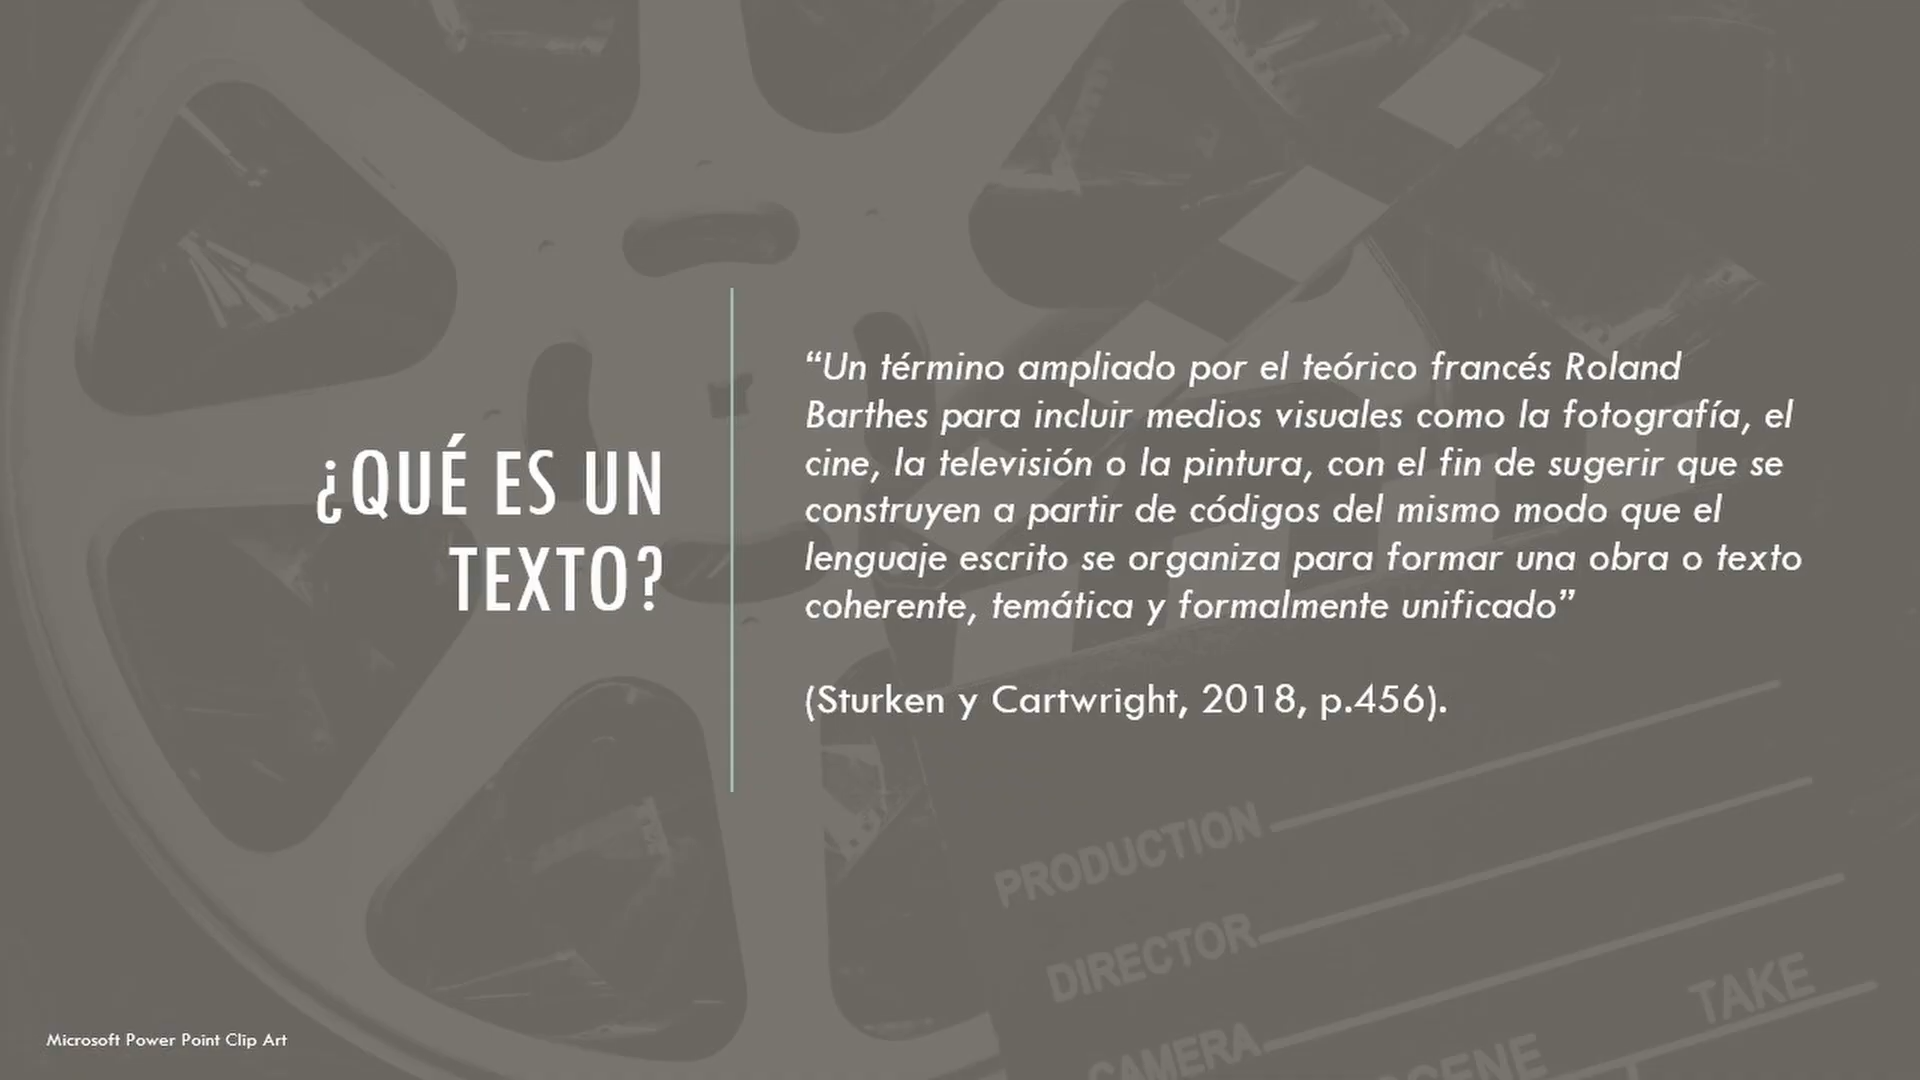 ¿QUÉ ES UN
TEXTO?
“Un término ampliado por el teórico francés Roland
Barthes para incluir medios visuales como la fotografía, el
cine, la televisión o la pintura, con el fin de sugerir que se
construyen a partir de códigos del mismo modo que el
lenguaje escrito se organiza para formar una obra o texto
coherente, temática y formalmente unificado”
(Sturken y Cartwright, 2018, p.456).
PRODUCTION
DIRECTOR
TAKE
CAMERA
Microsoft Power Point Clip Art